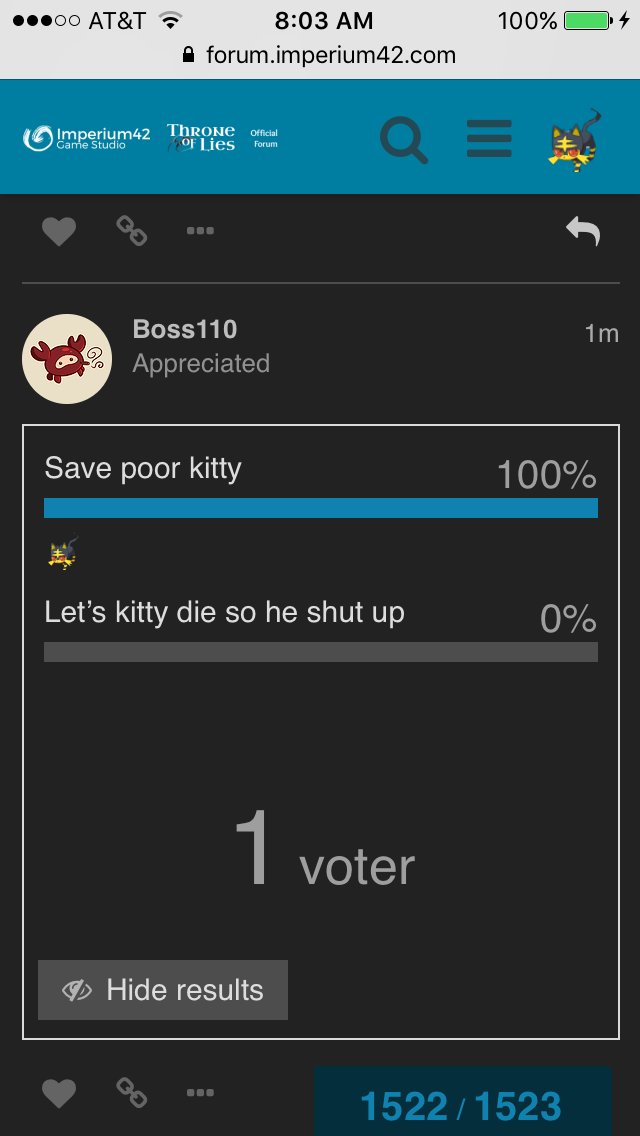 AT&T 8:03 AM 100%
forum.imperium42.com
Imperium42
Game Studio
THRONE
OF LIES
Official
Forum
Boss110
1m
Appreciated
Save poor kitty 100%
Let's kitty die so he shut up 0%
1 voter
Hide results
1522 / 1523